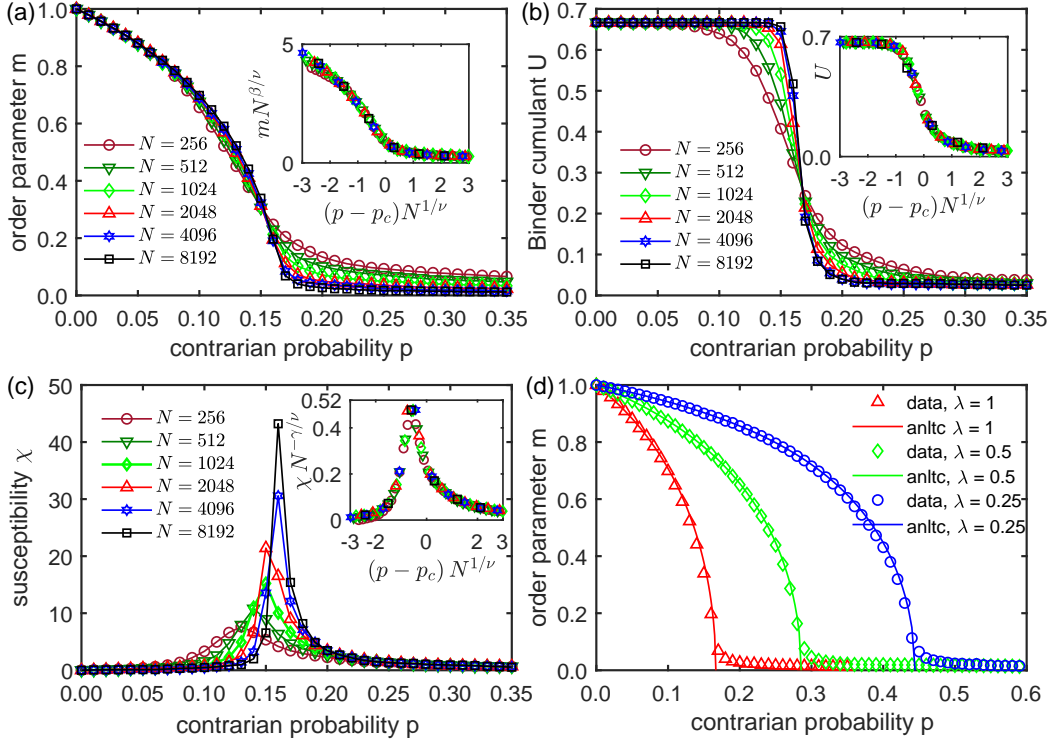 (a)
order parameter m
1.0
0.8
0.6
0.4
0.2
0.0
0.00 0.05 0.10 0.15 0.20 0.25 0.30 0.35
contrarian probability p
N = 256
N = 512
N = 1024
N = 2048
N = 4096
N = 8192
mN^{β/ν}
5
0
-3 -2 -1 0 1 2 3
(p − p_c)N^{1/ν}
(b)
Binder cumulant U
0.7
0.6
0.5
0.4
0.3
0.2
0.1
0.0
0.00 0.05 0.10 0.15 0.20 0.25 0.30 0.35
contrarian probability p
N = 256
N = 512
N = 1024
N = 2048
N = 4096
N = 8192
U
0.7
0.0
-3 -2 -1 0 1 2 3
(p − p_c)N^{1/ν}
(c)
susceptibility χ
50
40
30
20
10
0
0.00 0.05 0.10 0.15 0.20 0.25 0.30 0.35
contrarian probability p
N = 256
N = 512
N = 1024
N = 2048
N = 4096
N = 8192
χN^{−γ/ν}
0.52
0.4
0.2
0
-3 -2 0 2 3
(p − p_c) N^{1/ν}
(d)
order parameter m
1.0
0.8
0.6
0.4
0.2
0.0
0.0 0.1 0.2 0.3 0.4 0.5 0.6
contrarian probability p
data, λ = 1
anltc λ = 1
data, λ = 0.5
anltc, λ = 0.5
data, λ = 0.25
anltc, λ = 0.25